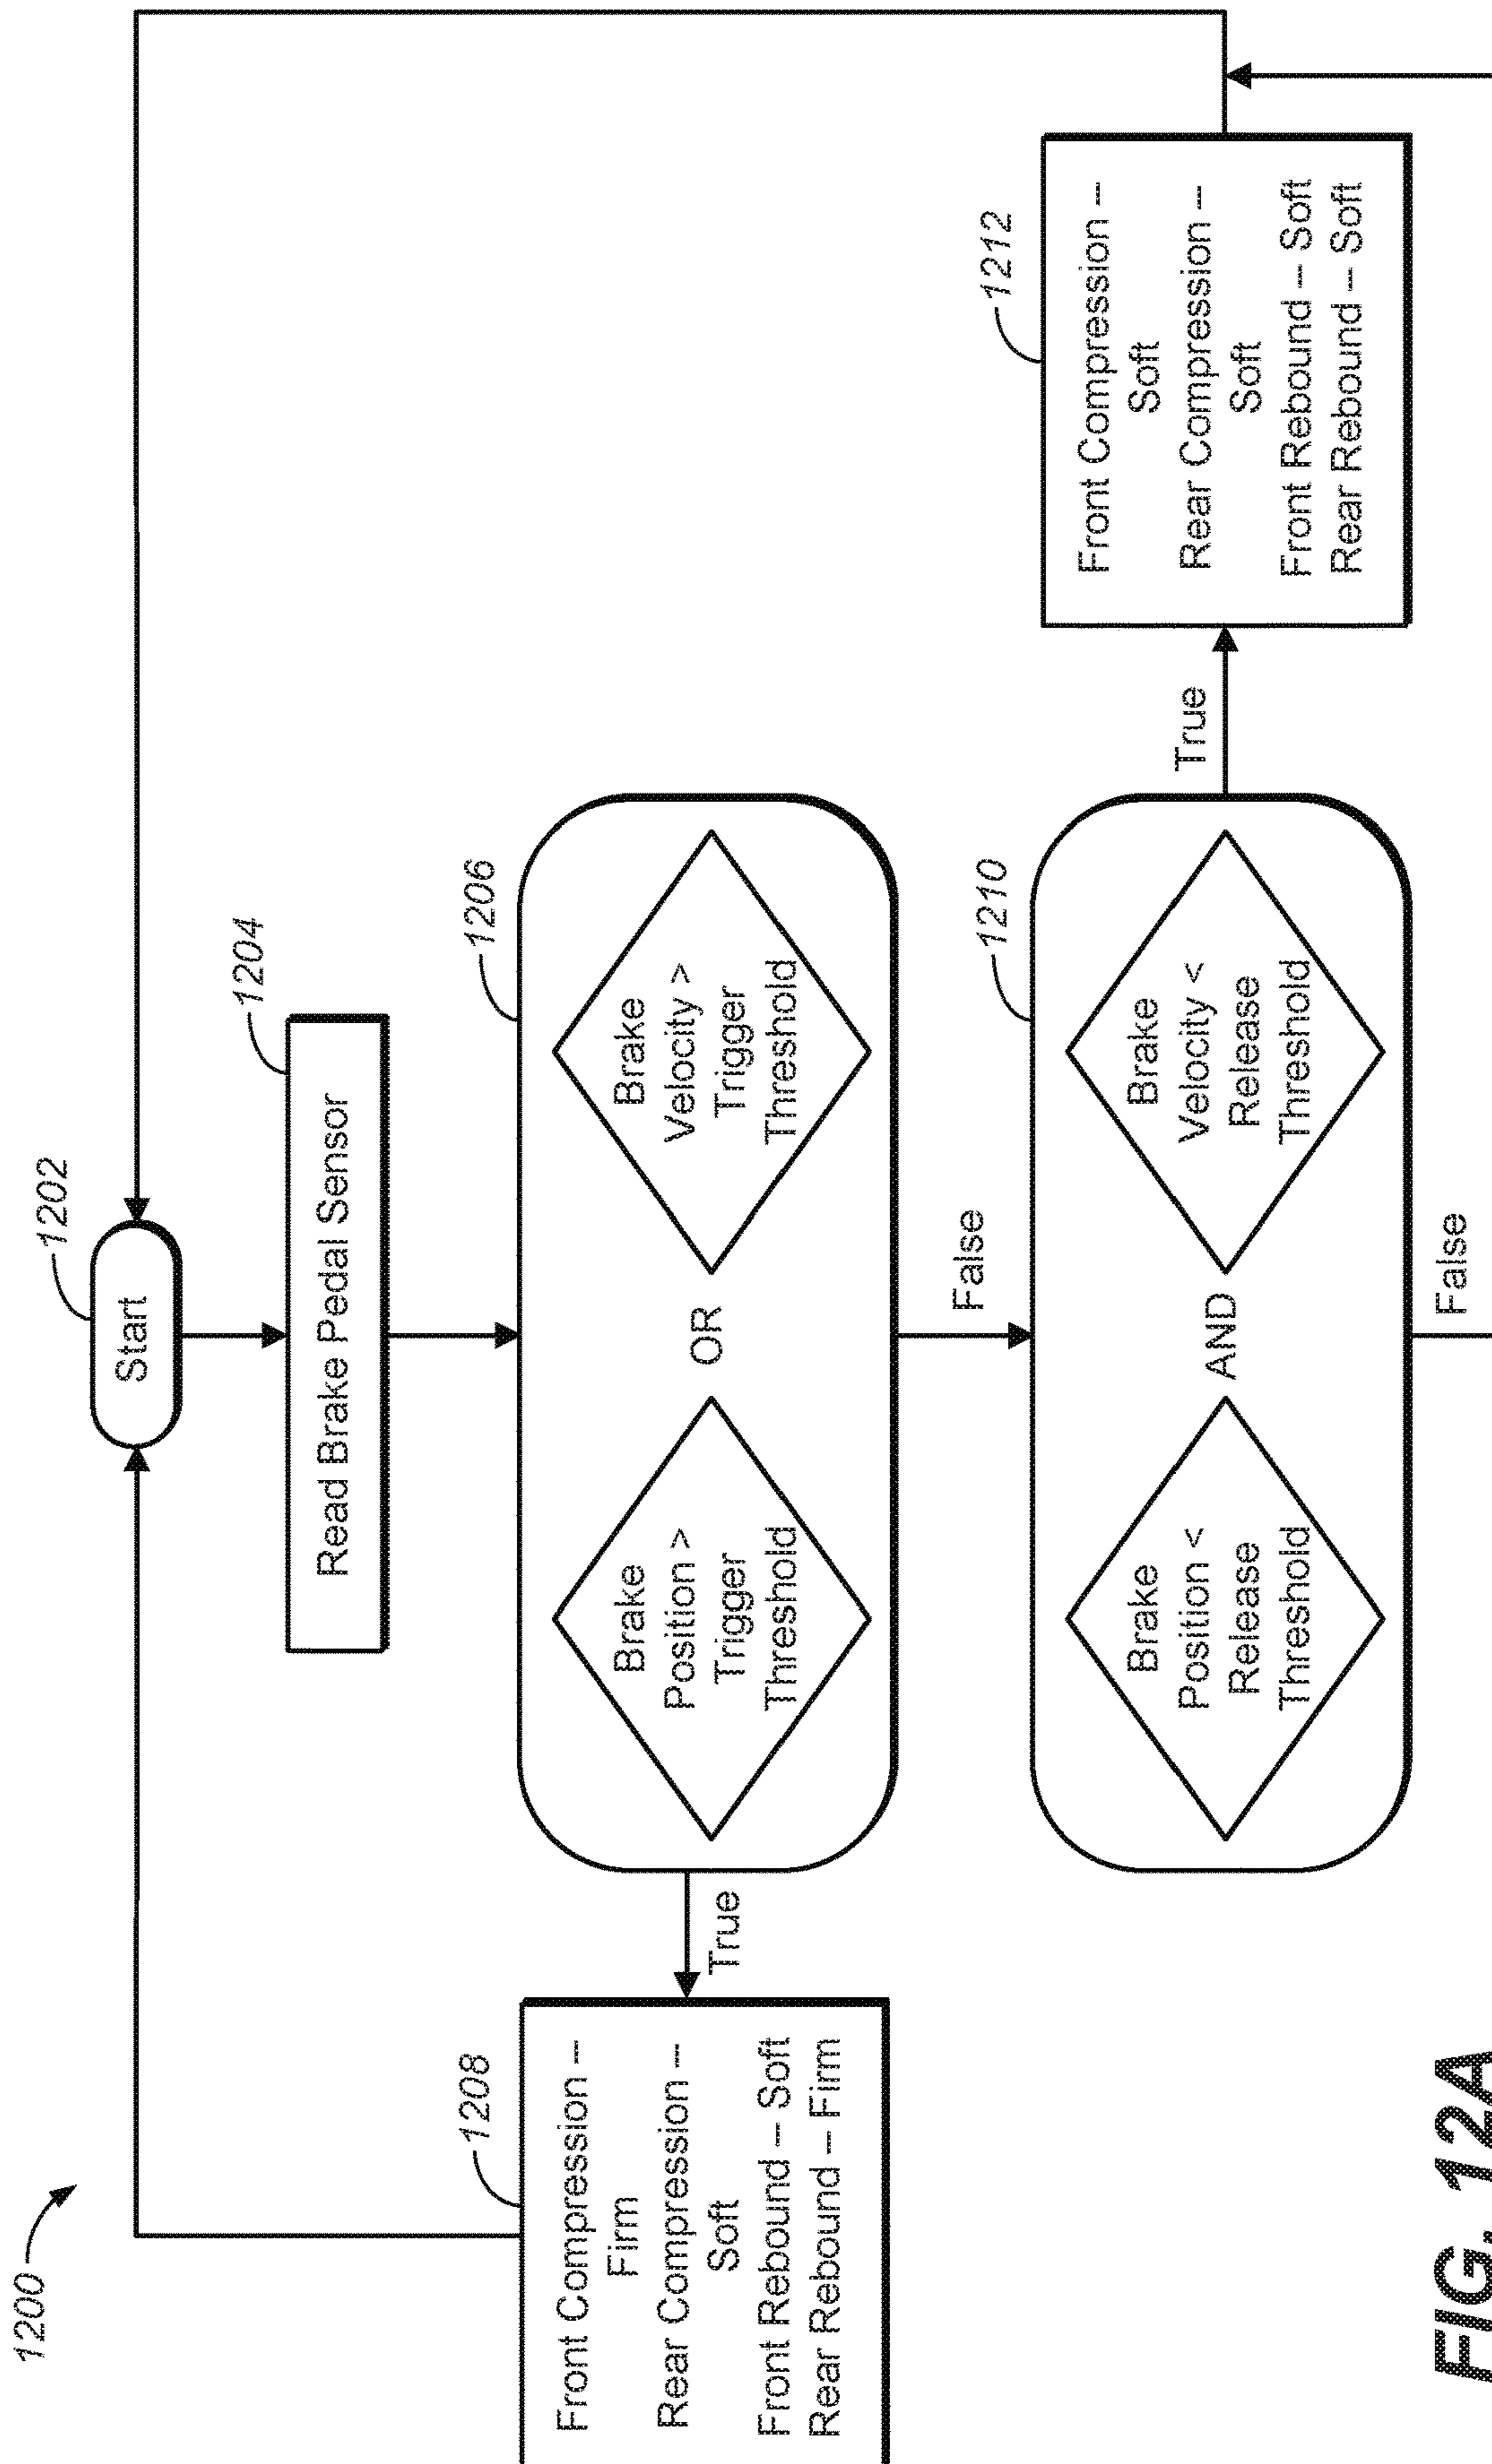 1200
1202
Start
1204
Read Brake Pedal Sensor
1206
Brake
Position >
Trigger
Threshold
OR
Brake
Velocity >
Trigger
Threshold
True
1208
Front Compression –
Firm
Rear Compression –
Soft
Front Rebound – Soft
Rear Rebound – Firm
False
1210
Brake
Position <
Release
Threshold
AND
Brake
Velocity <
Release
Threshold
True
1212
Front Compression –
Soft
Rear Compression –
Soft
Front Rebound – Soft
Rear Rebound – Soft
False
FIG. 12A